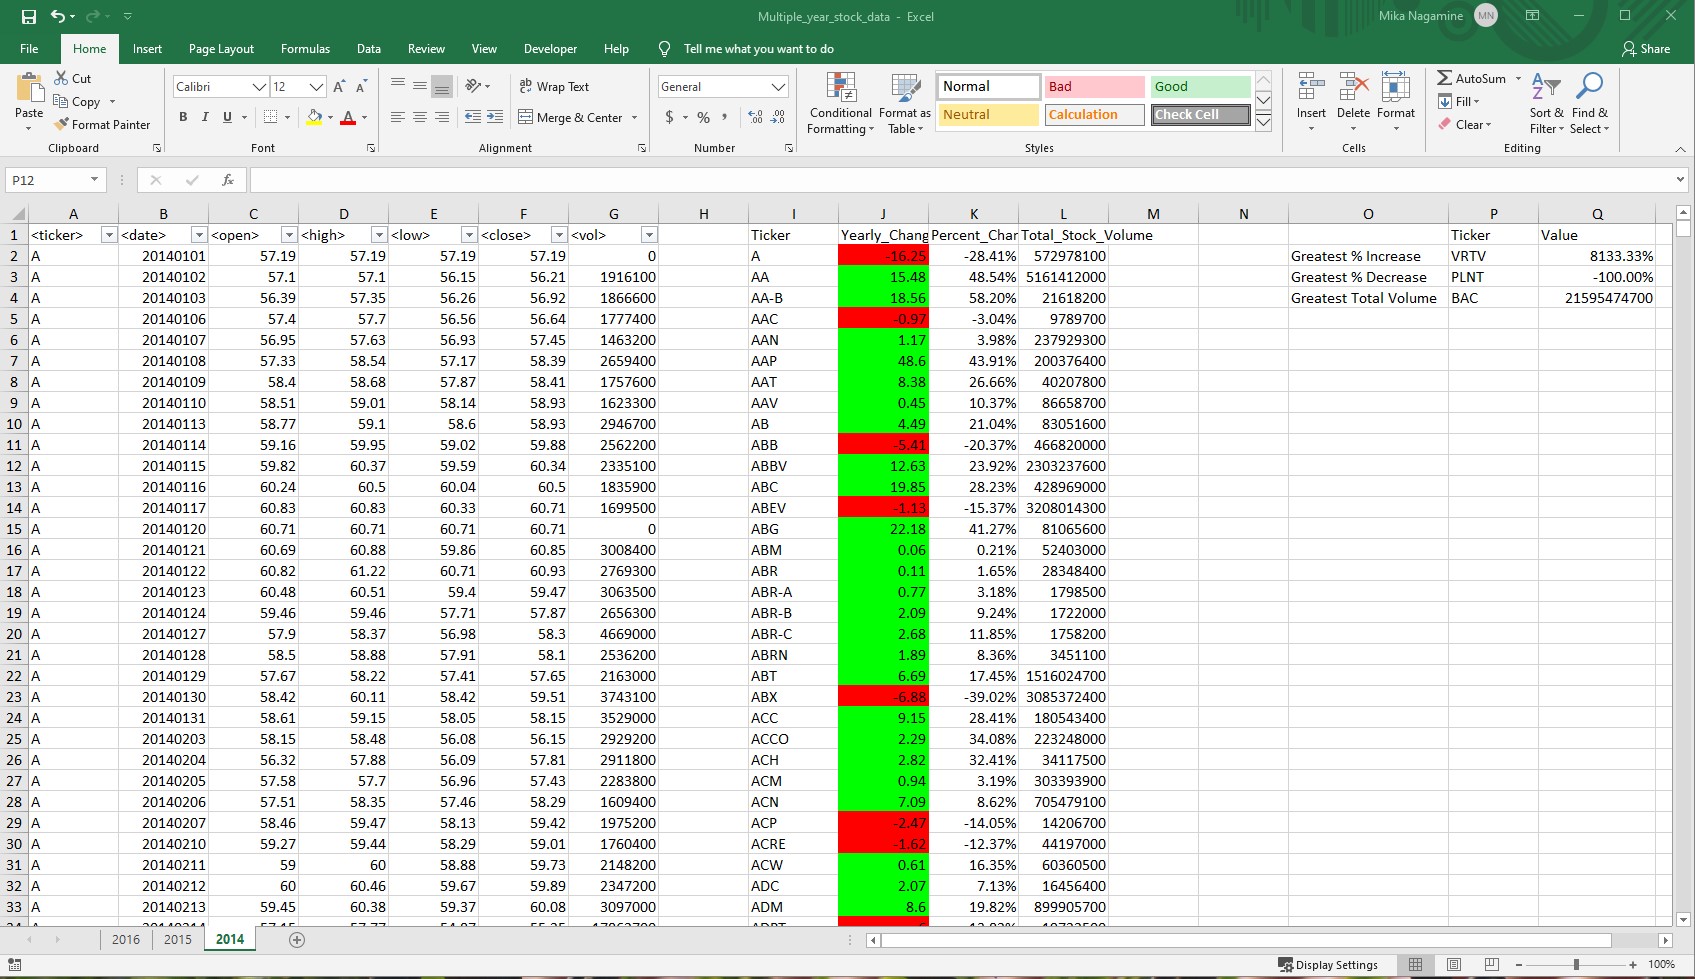 Multiple_year_stock_data - Excel
Mika Nagamine MN
File Home Insert Page Layout Formulas Data Review View Developer Help Tell me what you want to do Share
Paste
Cut
Copy
Format Painter
Clipboard
Calibri 12
B I U
Font
Wrap Text
Merge & Center
Alignment
General
$ % ,
Number
Conditional Formatting
Format as Table
Normal Bad Good
Neutral Calculation Check Cell
Styles
Insert Delete Format
Cells
AutoSum
Fill
Clear
Sort & Filter
Find & Select
Editing
P12 fx
A B C D E F G H I J K L M N O P Q
1 <ticker> <date> <open> <high> <low> <close> <vol> Ticker Yearly_Chang Percent_Char Total_Stock_Volume Ticker Value
2 A 20140101 57.19 57.19 57.19 57.19 0 A -16.25 -28.41% 572978100 Greatest % Increase VRTV 8133.33%
3 A 20140102 57.1 57.1 56.15 56.21 1916100 AA 15.48 48.54% 5161412000 Greatest % Decrease PLNT -100.00%
4 A 20140103 56.39 57.35 56.26 56.92 1866600 AA-B 18.56 58.20% 21618200 Greatest Total Volume BAC 21595474700
5 A 20140106 57.4 57.7 56.56 56.64 1777400 AAC -0.97 -3.04% 9789700
6 A 20140107 56.95 57.63 56.93 57.45 1463200 AAN 1.17 3.98% 237929300
7 A 20140108 57.33 58.54 57.17 58.39 2659400 AAP 48.6 43.91% 200376400
8 A 20140109 58.4 58.68 57.87 58.41 1757600 AAT 8.38 26.66% 40207800
9 A 20140110 58.51 59.01 58.14 58.93 1623300 AAV 0.45 10.37% 86658700
10 A 20140113 58.77 59.1 58.6 58.93 2946700 AB 4.49 21.04% 83051600
11 A 20140114 59.16 59.95 59.02 59.88 2562200 ABB -5.41 -20.37% 466820000
12 A 20140115 59.82 60.37 59.59 60.34 2335100 ABBV 12.63 23.92% 2303237600
13 A 20140116 60.24 60.5 60.04 60.5 1835900 ABC 19.85 28.23% 428969000
14 A 20140117 60.83 60.83 60.33 60.71 1699500 ABEV -1.13 -15.37% 3208014300
15 A 20140120 60.71 60.71 60.71 60.71 0 ABG 22.18 41.27% 81065600
16 A 20140121 60.69 60.88 59.86 60.85 3008400 ABM 0.06 0.21% 52403000
17 A 20140122 60.82 61.22 60.71 60.93 2769300 ABR 0.11 1.65% 28348400
18 A 20140123 60.48 60.51 59.4 59.47 3063500 ABR-A 0.77 3.18% 1798500
19 A 20140124 59.46 59.46 57.71 57.87 2656300 ABR-B 2.09 9.24% 1722000
20 A 20140127 57.9 58.37 56.98 58.3 4669000 ABR-C 2.68 11.85% 1758200
21 A 20140128 58.5 58.88 57.91 58.1 2536200 ABRN 1.89 8.36% 3451100
22 A 20140129 57.67 58.22 57.41 57.65 2163000 ABT 6.69 17.45% 1516024700
23 A 20140130 58.42 60.11 58.42 59.51 3743100 ABX -6.88 -39.02% 3085372400
24 A 20140131 58.61 59.15 58.05 58.15 3529000 ACC 9.15 28.41% 180543400
25 A 20140203 58.15 58.48 56.08 56.15 2929200 ACCO 2.29 34.08% 223248000
26 A 20140204 56.32 57.88 56.09 57.81 2911800 ACH 2.82 32.41% 34117500
27 A 20140205 57.58 57.7 56.96 57.43 2283800 ACM 0.94 3.19% 303393900
28 A 20140206 57.51 58.35 57.46 58.29 1609400 ACN 7.09 8.62% 705479100
29 A 20140207 58.46 59.47 58.13 59.42 1975200 ACP -2.47 -14.05% 14206700
30 A 20140210 59.27 59.44 58.29 59.01 1760400 ACRE -1.62 -12.37% 44197000
31 A 20140211 59 60 58.88 59.73 2148200 ACW 0.61 16.35% 60360500
32 A 20140212 60 60.46 59.67 59.89 2347200 ADC 2.07 7.13% 16456400
33 A 20140213 59.45 60.38 59.37 60.08 3097000 ADM 8.6 19.82% 899905700
2016 2015 2014
Display Settings 100%